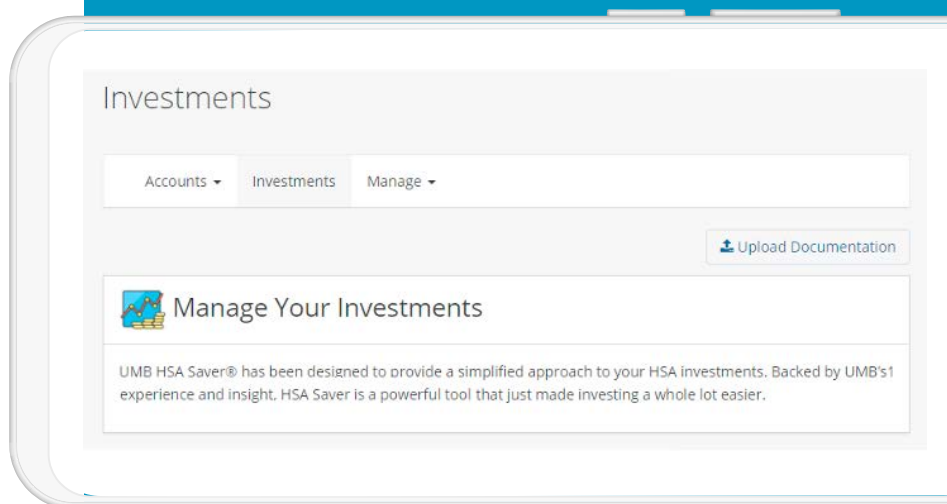 Investments
Accounts Investments Manage
Upload Documentation
Manage Your Investments
UMB HSA Saver® has been designed to provide a simplified approach to your HSA investments. Backed by UMB's1
experience and insight, HSA Saver is a powerful tool that just made investing a whole lot easier.